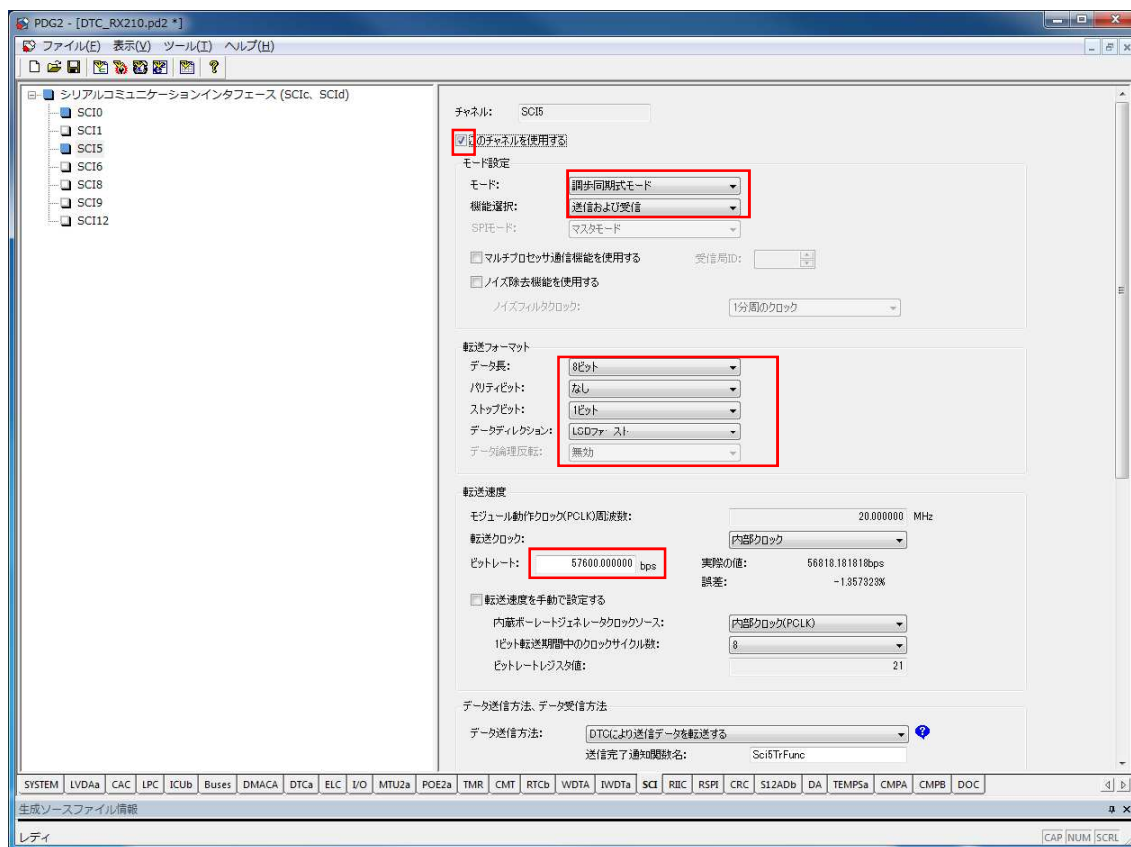 PDG2 - [DTC_RX210.pd2 *]
ファイル(F) 表示(V) ツール(T) ヘルプ(H)
シリアルコミュニケーションインタフェース (SCIc、SCId)
SCI0
SCI1
SCI5
SCI6
SCI8
SCI9
SCI12
チャネル: SCI5
このチャネルを使用する
モード設定
モード: 調歩同期式モード
機能選択: 送信および受信
SPIモード: マスタモード
マルチプロセッサ通信機能を使用する 受信局ID:
ノイズ除去機能を使用する
ノイズフィルタクロック: 1分周のクロック
転送フォーマット
データ長: 8ビット
パリティビット: なし
ストップビット: 1ビット
データディレクション: LSBファースト
データ論理反転: 無効
転送速度
モジュール動作クロック(PCLK)周波数: 20.000000 MHz
転送クロック: 内部クロック
ビットレート: 57600.000000 bps 実際の値: 56818.181818bps
誤差: -1.357323%
転送速度を手動で設定する
内蔵ボーレートジェネレータクロックソース: 内部クロック(PCLK)
1ビット転送期間中のクロックサイクル数: 8
ビットレートレジスタ値: 21
データ送信方法、データ受信方法
データ送信方法: DTCにより送信データを転送する
送信完了通知関数名: Sci5TrFunc
SYSTEM LVDAa CAC LPC ICUb Buses DMACA DTCa ELC I/O MTU2a POE2a TMR CMT RTCb WDTA IWDTa SCI RIIC RSPI CRC S12ADb DA TEMPSa CMPA CMPB DOC
生成ソースファイル情報
レディ CAP NUM SCRL